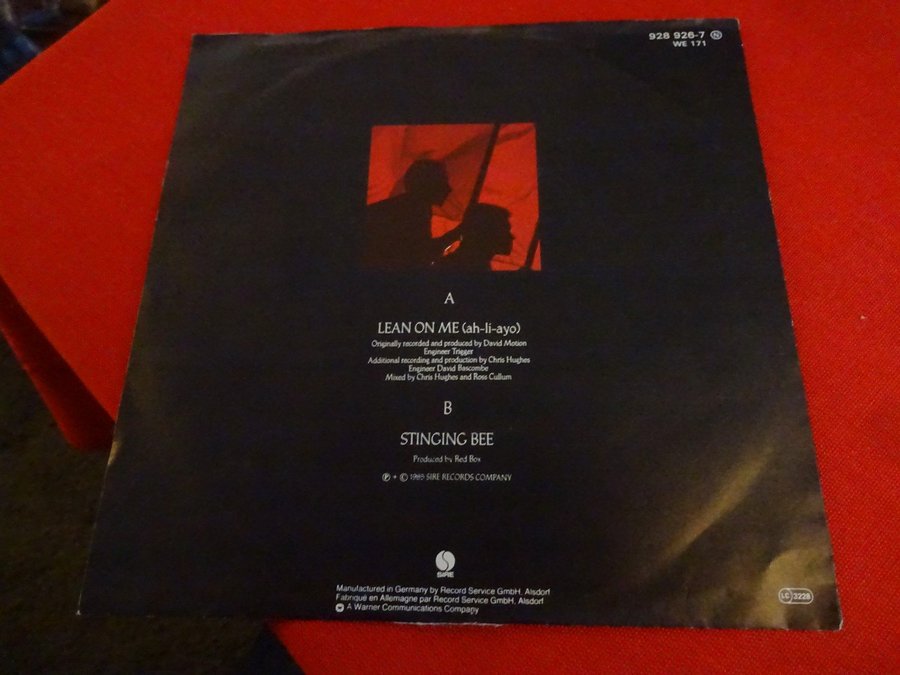 928 926-7 Ⓝ
WE 171
A
LEAN ON ME (ah-li-ayo)
Originally recorded and produced by David Motion
Engineer Trigger
Additional recording and production by Chris Hughes
Engineer David Bascombe
Mixed by Chris Hughes and Ross Cullum
B
STINGING BEE
Produced by Red Box
Ⓟ + © 1985 SIRE RECORDS COMPANY
SIRE
Manufactured in Germany by Record Service GmbH, Alsdorf
Fabriqué en Allemagne par Record Service GmbH, Alsdorf
A Warner Communications Company
LC 3228